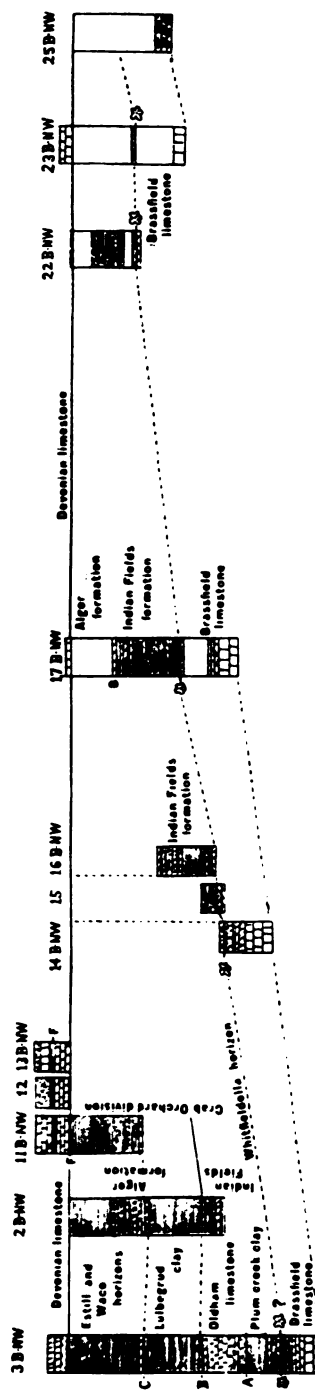 3 B·NW
2 B·NW
11 B·NW
12
13 B·NW
14 B·NW
15
16 B·NW
17 B·NW
22 B·NW
23 B·NW
25 B·NW
Devonian limestone
Devonian limestone
Estill and
Waco
horizons
C
Lulbegrud
clay
B
Oldham
limestone
A
Plum creek clay
?
Brassfield
limestone
F
F
Alger
formation
Crab Orchard division
Indian
Fields
Whitfieldella horizon
Indian Fields
formation
Alger
formation
Indian Fields
formation
B
Brassfield
limestone
Brassfield
limestone